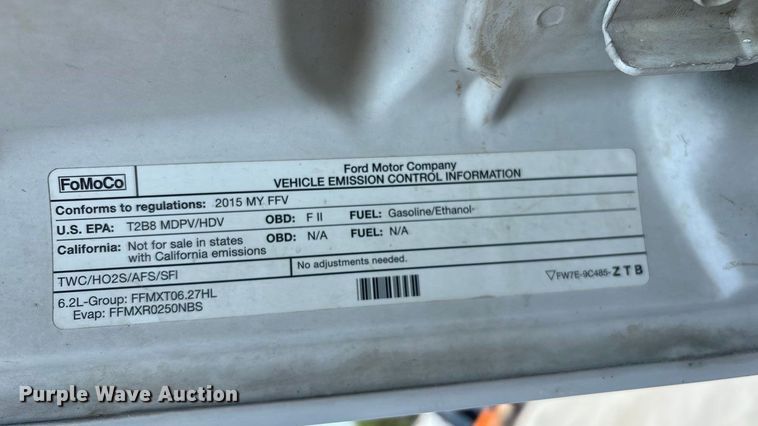 FoMoCo
Ford Motor Company
VEHICLE EMISSION CONTROL INFORMATION
Conforms to regulations: 2015 MY FFV
U.S. EPA: T2B8 MDPV/HDV OBD: F II FUEL: Gasoline/Ethanol
California: Not for sale in states with California emissions OBD: N/A FUEL: N/A
TWC/HO2S/AFS/SFI
No adjustments needed.
6.2L-Group: FFMXT06.27HL
Evap: FFMXR0250NBS
▽FW7E-9C485-ZTB
Purple Wave Auction